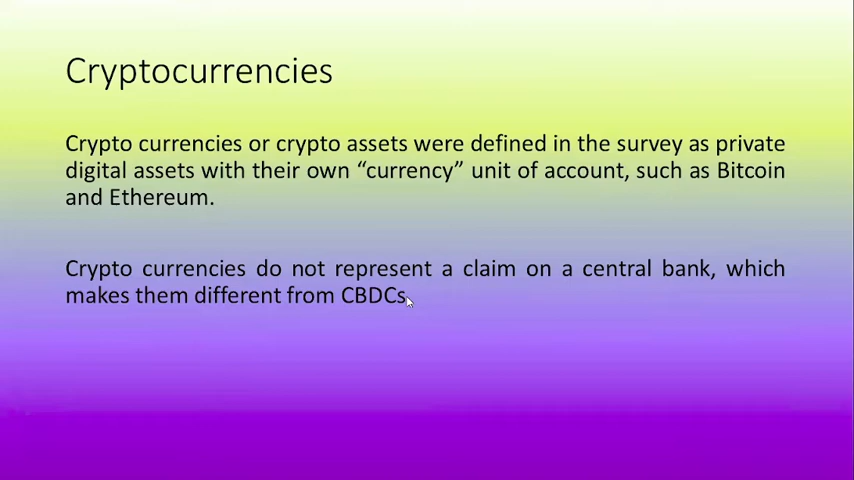 Cryptocurrencies
Crypto currencies or crypto assets were defined in the survey as private
digital assets with their own “currency” unit of account, such as Bitcoin
and Ethereum.
Crypto currencies do not represent a claim on a central bank, which
makes them different from CBDCs.